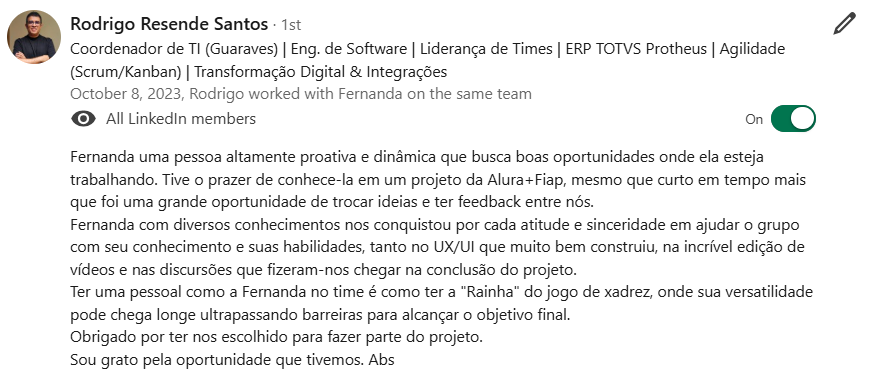 Rodrigo Resende Santos · 1st
Coordenador de TI (Guaraves) | Eng. de Software | Liderança de Times | ERP TOTVS Protheus | Agilidade
(Scrum/Kanban) | Transformação Digital & Integrações
October 8, 2023, Rodrigo worked with Fernanda on the same team
All LinkedIn members On
Fernanda uma pessoa altamente proativa e dinâmica que busca boas oportunidades onde ela esteja
trabalhando. Tive o prazer de conhece-la em um projeto da Alura+Fiap, mesmo que curto em tempo mais
que foi uma grande oportunidade de trocar ideias e ter feedback entre nós.
Fernanda com diversos conhecimentos nos conquistou por cada atitude e sinceridade em ajudar o grupo
com seu conhecimento e suas habilidades, tanto no UX/UI que muito bem construiu, na incrível edição de
vídeos e nas discursões que fizeram-nos chegar na conclusão do projeto.
Ter uma pessoal como a Fernanda no time é como ter a "Rainha" do jogo de xadrez, onde sua versatilidade
pode chega longe ultrapassando barreiras para alcançar o objetivo final.
Obrigado por ter nos escolhido para fazer parte do projeto.
Sou grato pela oportunidade que tivemos. Abs